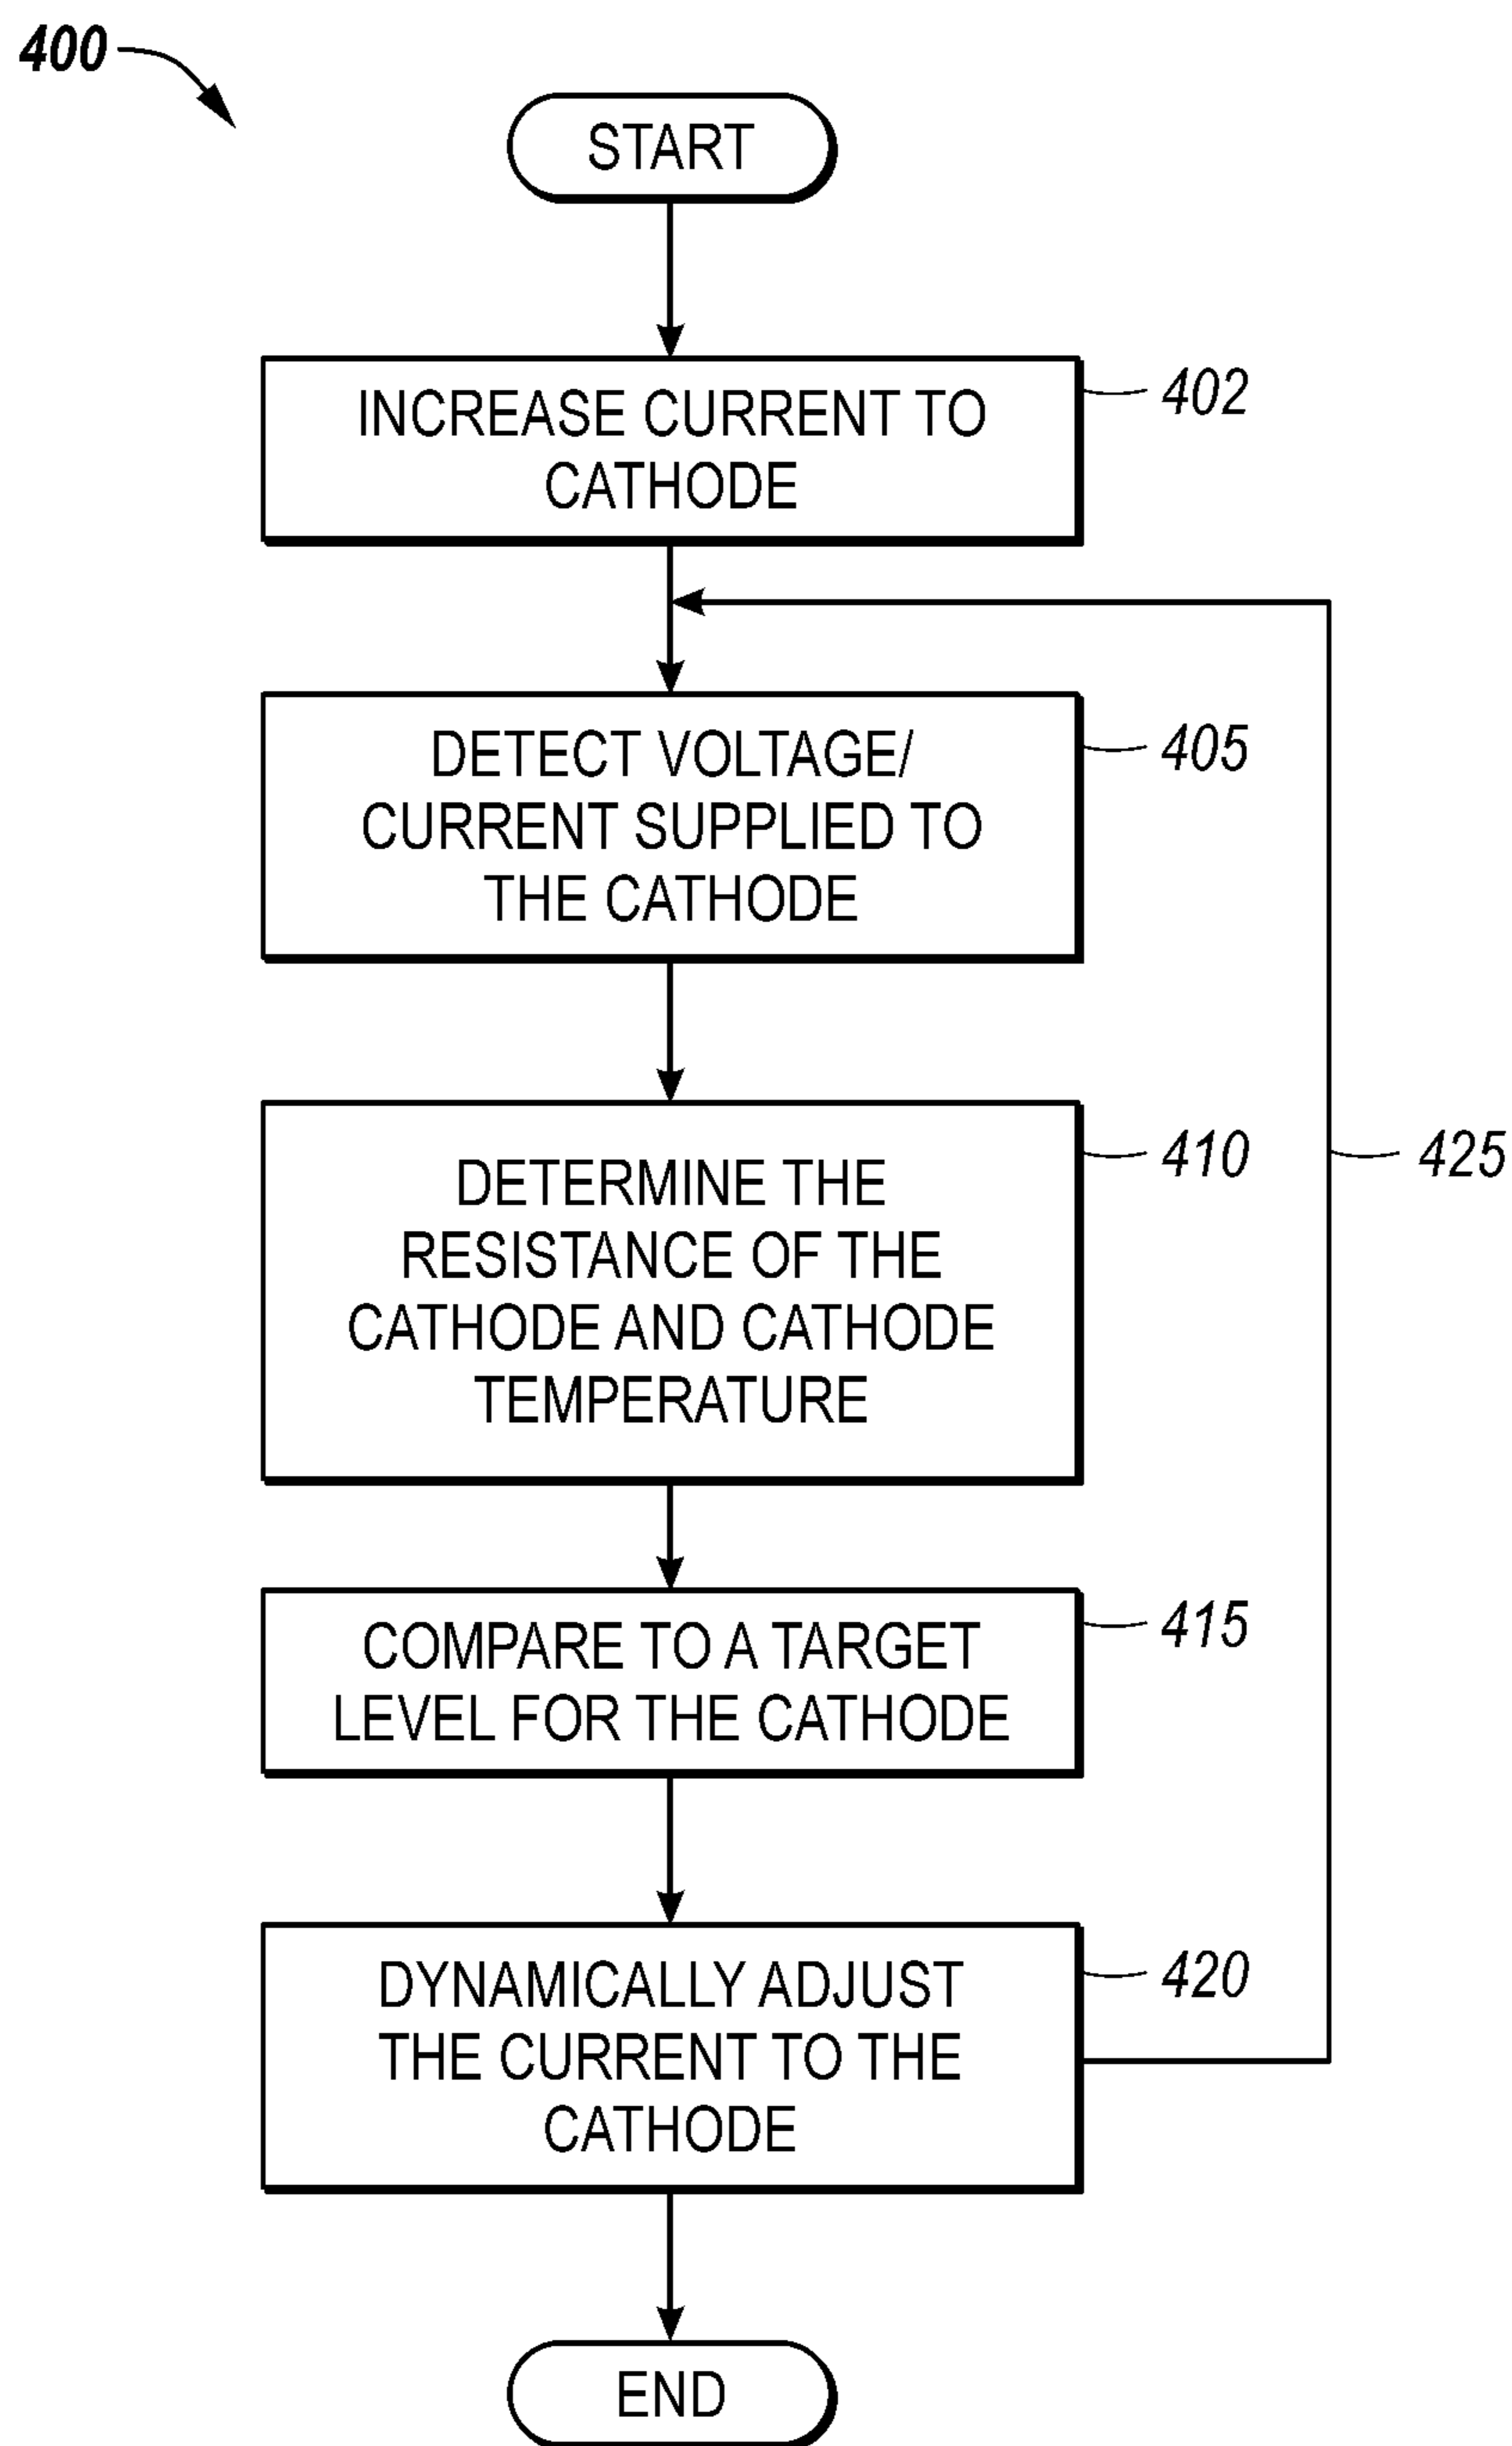 400
START
INCREASE CURRENT TO
CATHODE
402
DETECT VOLTAGE/
CURRENT SUPPLIED TO
THE CATHODE
405
DETERMINE THE
RESISTANCE OF THE
CATHODE AND CATHODE
TEMPERATURE
410
425
COMPARE TO A TARGET
LEVEL FOR THE CATHODE
415
DYNAMICALLY ADJUST
THE CURRENT TO THE
CATHODE
420
END